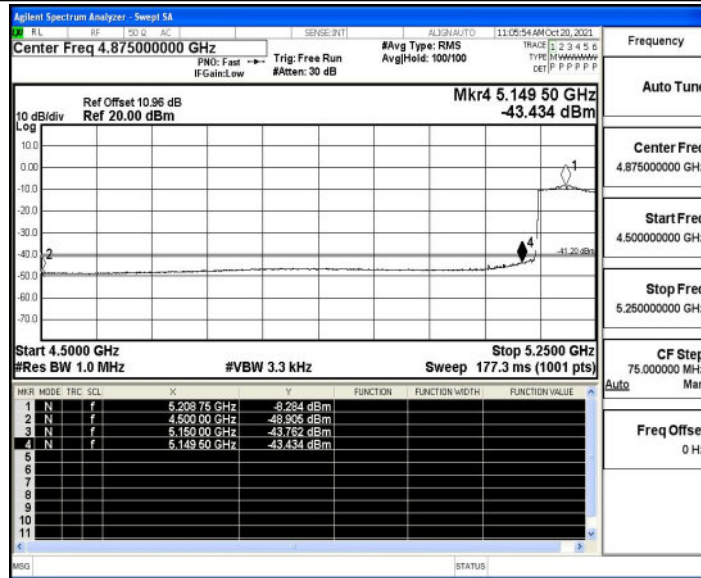 Agilent Spectrum Analyzer - Swept SA
RL RF 50 Ω AC SENSE:INT ALIGNAUTO 11:05:54 AM Oct 20, 2021
Center Freq 4.875000000 GHz
PNO: Fast
IFGain:Low
Trig: Free Run
#Atten: 30 dB
#Avg Type: RMS
Avg|Hold: 100/100
TRACE 1 2 3 4 5 6
TYPE MWWWWW
DET P P P P P P
Ref Offset 10.96 dB
Ref 20.00 dBm
10 dB/div
Log
Mkr4 5.149 50 GHz
-43.434 dBm
10.0
0.00
-10.0
-20.0
-30.0
-40.0
-50.0
-60.0
-70.0
1
2
4
-41.20 dBm
Start 4.5000 GHz
Stop 5.2500 GHz
#Res BW 1.0 MHz
#VBW 3.3 kHz
Sweep 177.3 ms (1001 pts)
MKR MODE TRC SCL X Y FUNCTION FUNCTION WIDTH FUNCTION VALUE
1 N f 5.208 75 GHz -8.284 dBm
2 N f 4.500 00 GHz -48.905 dBm
3 N f 5.150 00 GHz -43.762 dBm
4 N f 5.149 50 GHz -43.434 dBm
5
6
7
8
9
10
11
MSG
STATUS
Frequency
Auto Tune
Center Freq
4.875000000 GHz
Start Freq
4.500000000 GHz
Stop Freq
5.250000000 GHz
CF Step
75.000000 MHz
Auto Man
Freq Offset
0 Hz